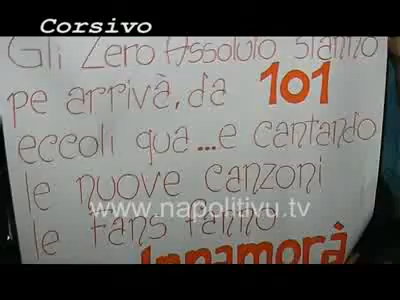 Corsivo
Gli Zero Assoluto stanno
pe arrivà, da 101
eccoli qua...e cantando
le nuove canzoni
www.napolitivu.tv
le fans fanno
Innamorà